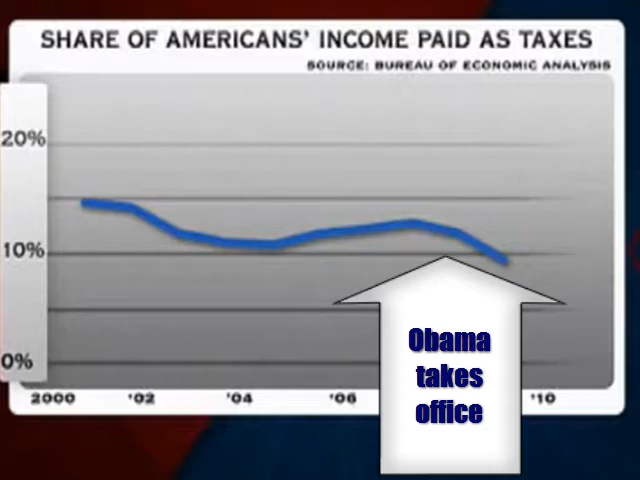 SHARE OF AMERICANS' INCOME PAID AS TAXES
SOURCE: BUREAU OF ECONOMIC ANALYSIS
20%
10%
0%
2000 '02 '04 '06 '10
Obama
takes
office